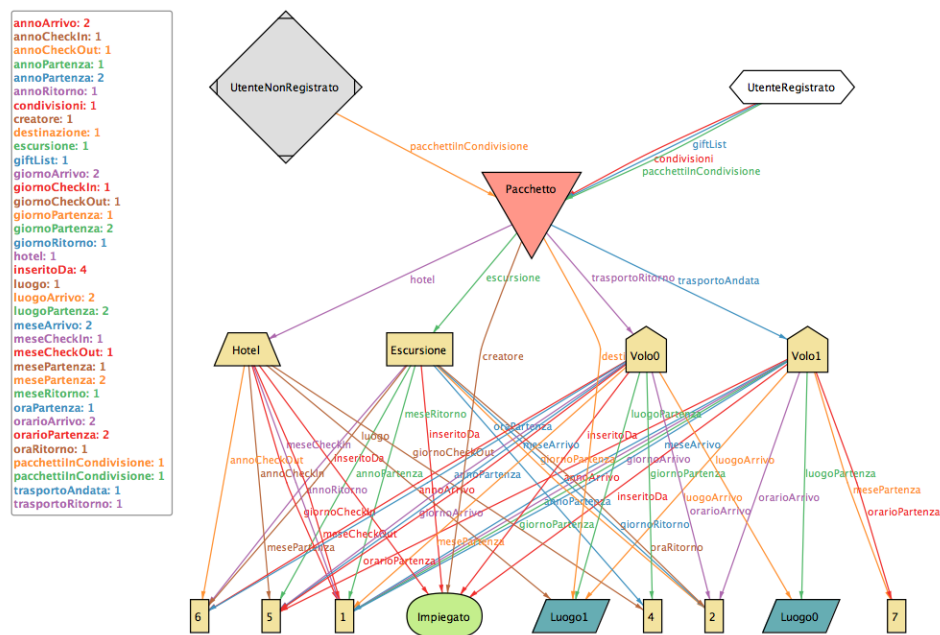 annoArrivo: 2
annoCheckIn: 1
annoCheckOut: 1
annoPartenza: 1
annoPartenza: 2
annoRitorno: 1
condivisioni: 1
creatore: 1
destinazione: 1
escursione: 1
giftList: 1
giornoArrivo: 2
giornoCheckIn: 1
giornoCheckOut: 1
giornoPartenza: 1
giornoPartenza: 2
giornoRitorno: 1
hotel: 1
inseritoDa: 4
luogo: 1
luogoArrivo: 2
luogoPartenza: 2
meseArrivo: 2
meseCheckIn: 1
meseCheckOut: 1
mesePartenza: 1
mesePartenza: 2
meseRitorno: 1
oraPartenza: 1
orarioArrivo: 2
orarioPartenza: 2
oraRitorno: 1
pacchettiInCondivisione: 1
pacchettiInCondivisione: 1
trasportoAndata: 1
trasportoRitorno: 1
UtenteNonRegistrato
UtenteRegistrato
pacchettiInCondivisione
giftList
condivisioni
pacchettiInCondivisione
Pacchetto
hotel
escursione
trasportoRitorno
trasportoAndata
Hotel
Escursione
creatore
desti
Volo0
Volo1
meseRitorno
luogoPartenza
oraPartenza
luogo
inseritoDa
inseritoDa
meseCheckIn
meseArrivo
meseArrivo
giornoCheckOut
annoCheckOut
inseritoDa
giornoPartenza
giornoArrivo
luogoArrivo
annoCheckIn
annoPartenza
annoPartenza
annoArrivo
giornoPartenza
luogoPartenza
annoRitorno
annoArrivo
inseritoDa
luogoArrivo
orarioArrivo
mesePartenza
annoPartenza
giornoCheckIn
giornoArrivo
orarioArrivo
orarioPartenza
giornoPartenza
giornoRitorno
meseCheckOut
mesePartenza
mesePartenza
oraRitorno
orarioPartenza
6
5
1
Impiegato
Luogo1
4
2
Luogo0
7